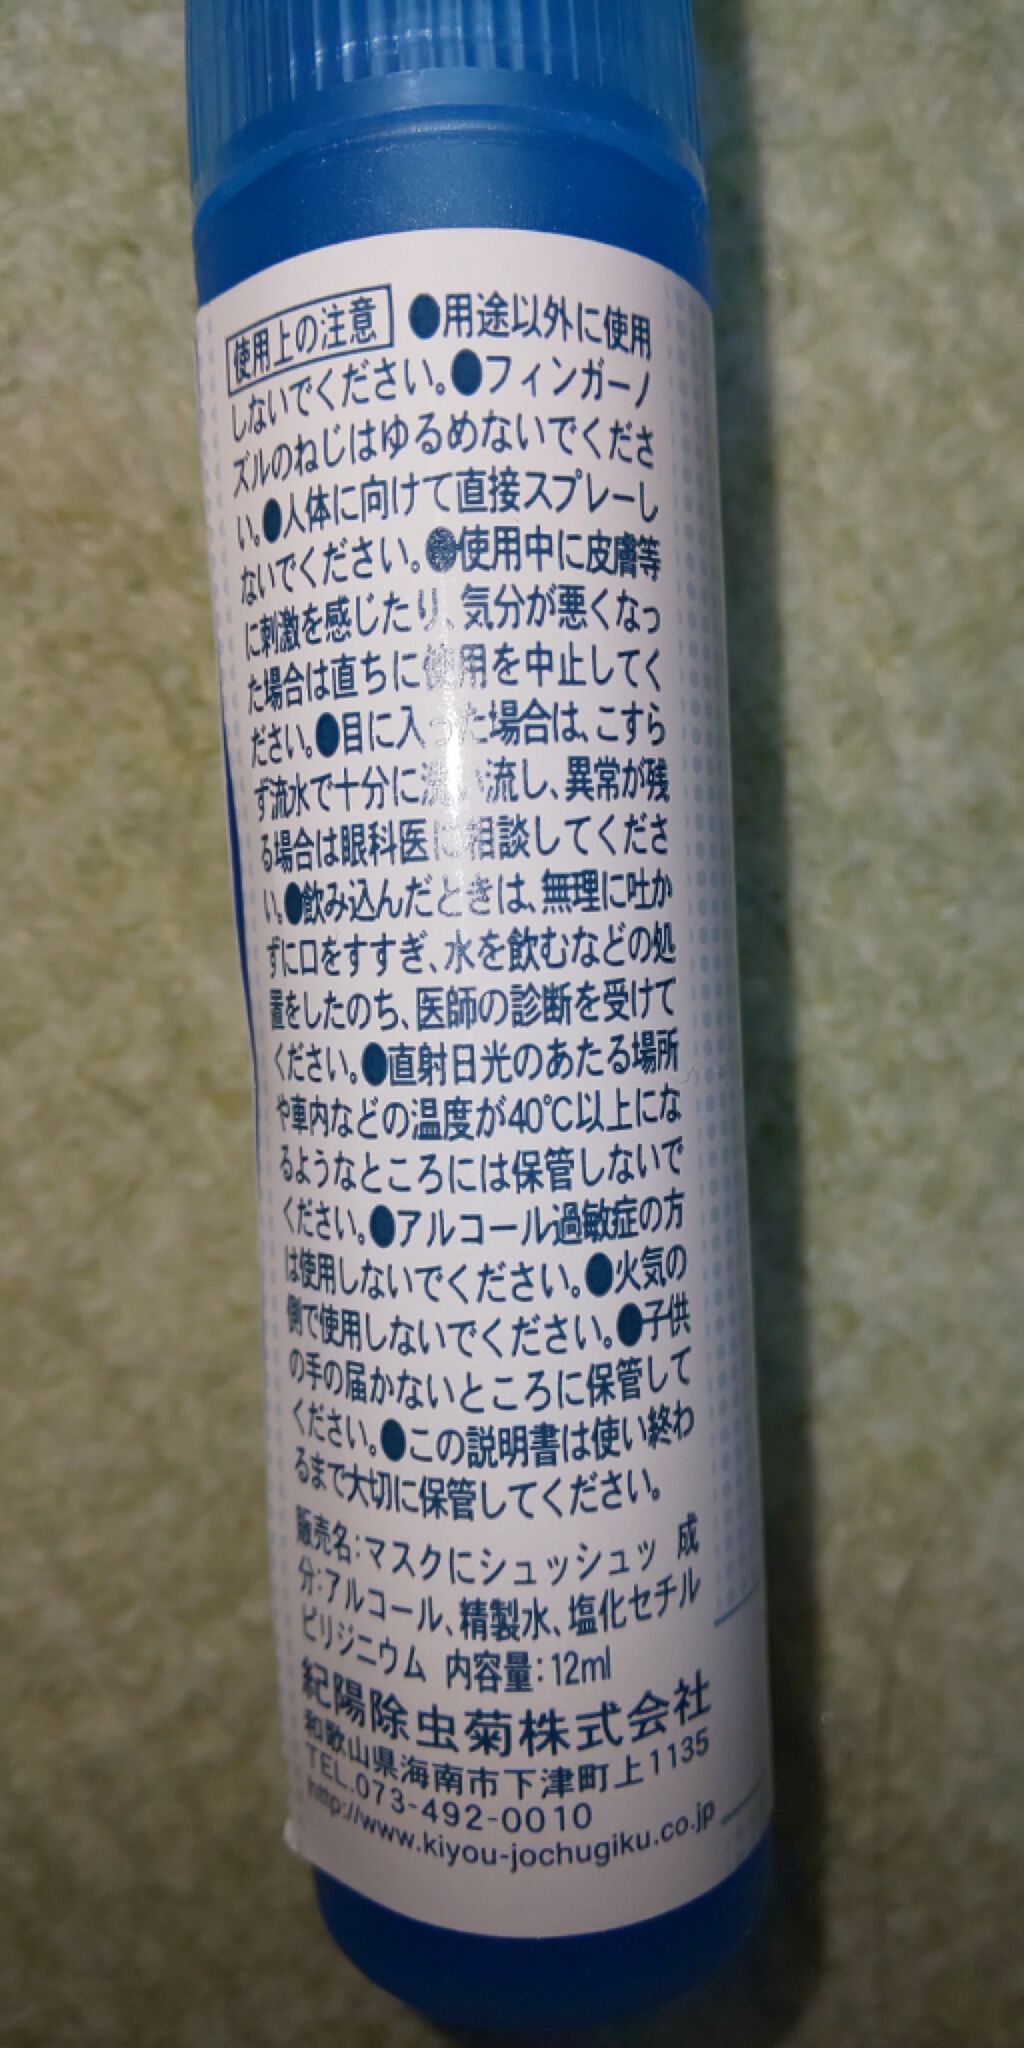 使用上の注意 ●用途以外に使用
しないでください。●フィンガーノ
ズルのねじはゆるめないでくださ
い。●人体に向けて直接スプレーし
ないでください。●使用中に皮膚等
に刺激を感じたり、気分が悪くなっ
た場合は直ちに使用を中止してく
ださい。●目に入った場合は、こすら
ず流水で十分に洗い流し、異常が残
る場合は眼科医に相談してくださ
い。●飲み込んだときは、無理に吐か
ずに口をすすぎ、水を飲むなどの処
置をしたのち、医師の診断を受けて
ください。●直射日光のあたる場所
や車内などの温度が40℃以上にな
るようなところには保管しないで
ください。●アルコール過敏症の方
は使用しないでください。●火気の
側で使用しないでください。●子供
の手の届かないところに保管して
ください。●この説明書は使い終わ
るまで大切に保管してください。
販売名:マスクにシュッシュッ 成
分:アルコール、精製水、塩化セチル
ピリジニウム 内容量:12ml
紀陽除虫菊株式会社
和歌山県海南市下津町上1135
TEL.073-492-0010
http://www.kiyou-jochugiku.co.jp